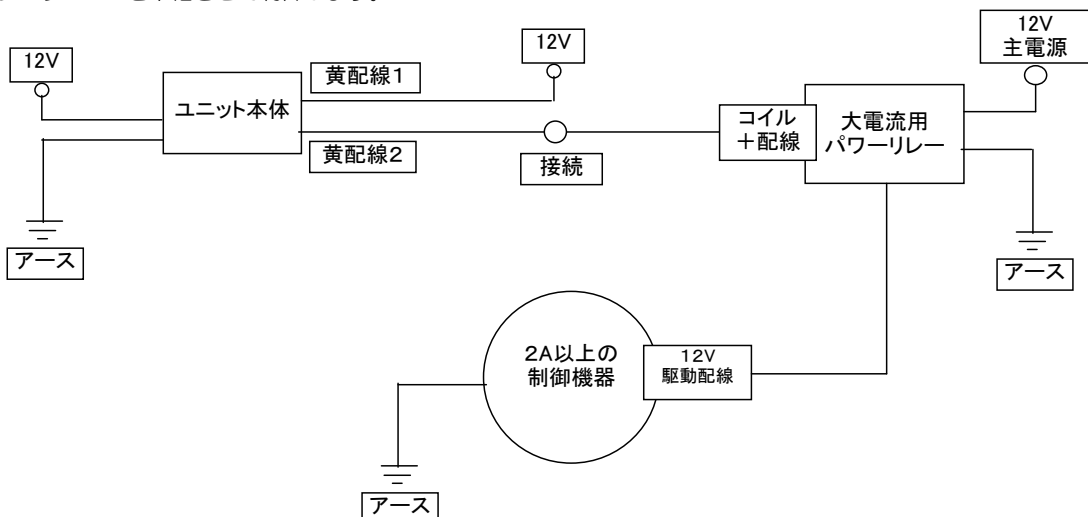 12V
主電源
12V
12V
黄配線1
ユニット本体
コイル
+配線
大電流用
パワーリレー
黄配線2
接続
アース
アース
2A以上の
制御機器
12V
駆動配線
アース